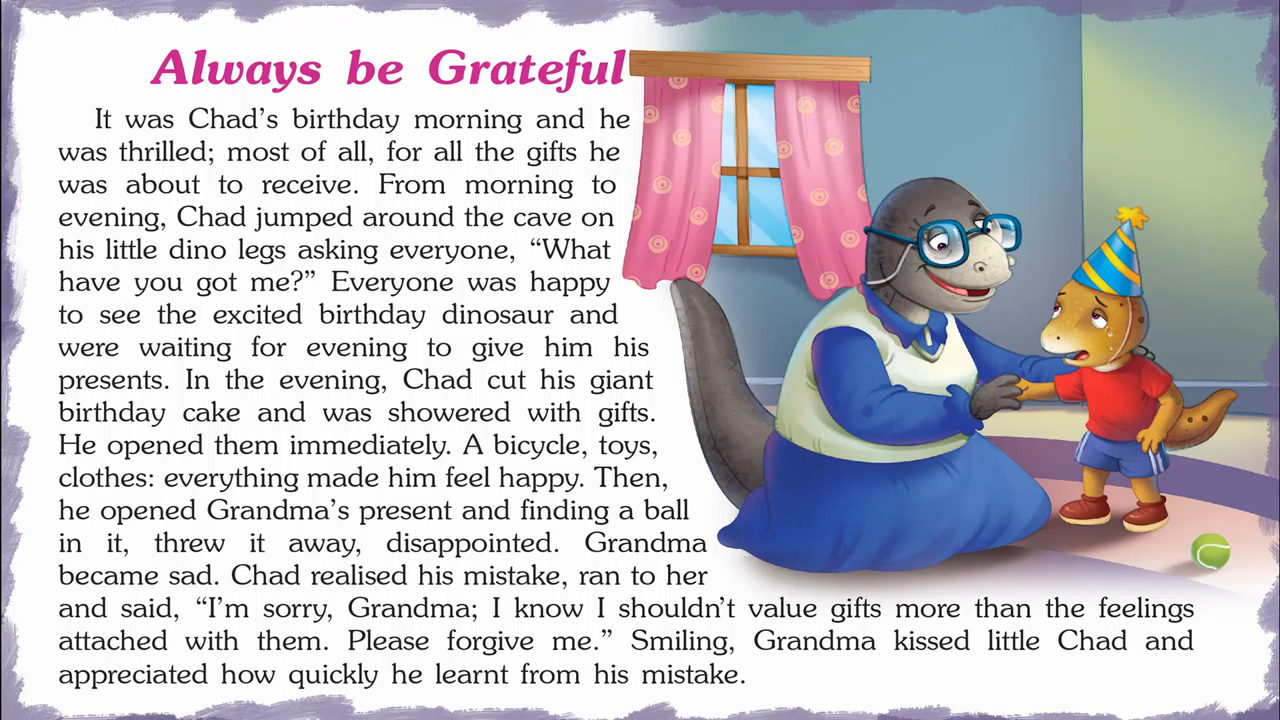 Always be Grateful
It was Chad's birthday morning and he
was thrilled; most of all, for all the gifts he
was about to receive. From morning to
evening, Chad jumped around the cave on
his little dino legs asking everyone, “What
have you got me?” Everyone was happy
to see the excited birthday dinosaur and
were waiting for evening to give him his
presents. In the evening, Chad cut his giant
birthday cake and was showered with gifts.
He opened them immediately. A bicycle, toys,
clothes: everything made him feel happy. Then,
he opened Grandma’s present and finding a ball
in it, threw it away, disappointed. Grandma
became sad. Chad realised his mistake, ran to her
and said, “I’m sorry, Grandma; I know I shouldn’t value gifts more than the feelings
attached with them. Please forgive me.” Smiling, Grandma kissed little Chad and
appreciated how quickly he learnt from his mistake.